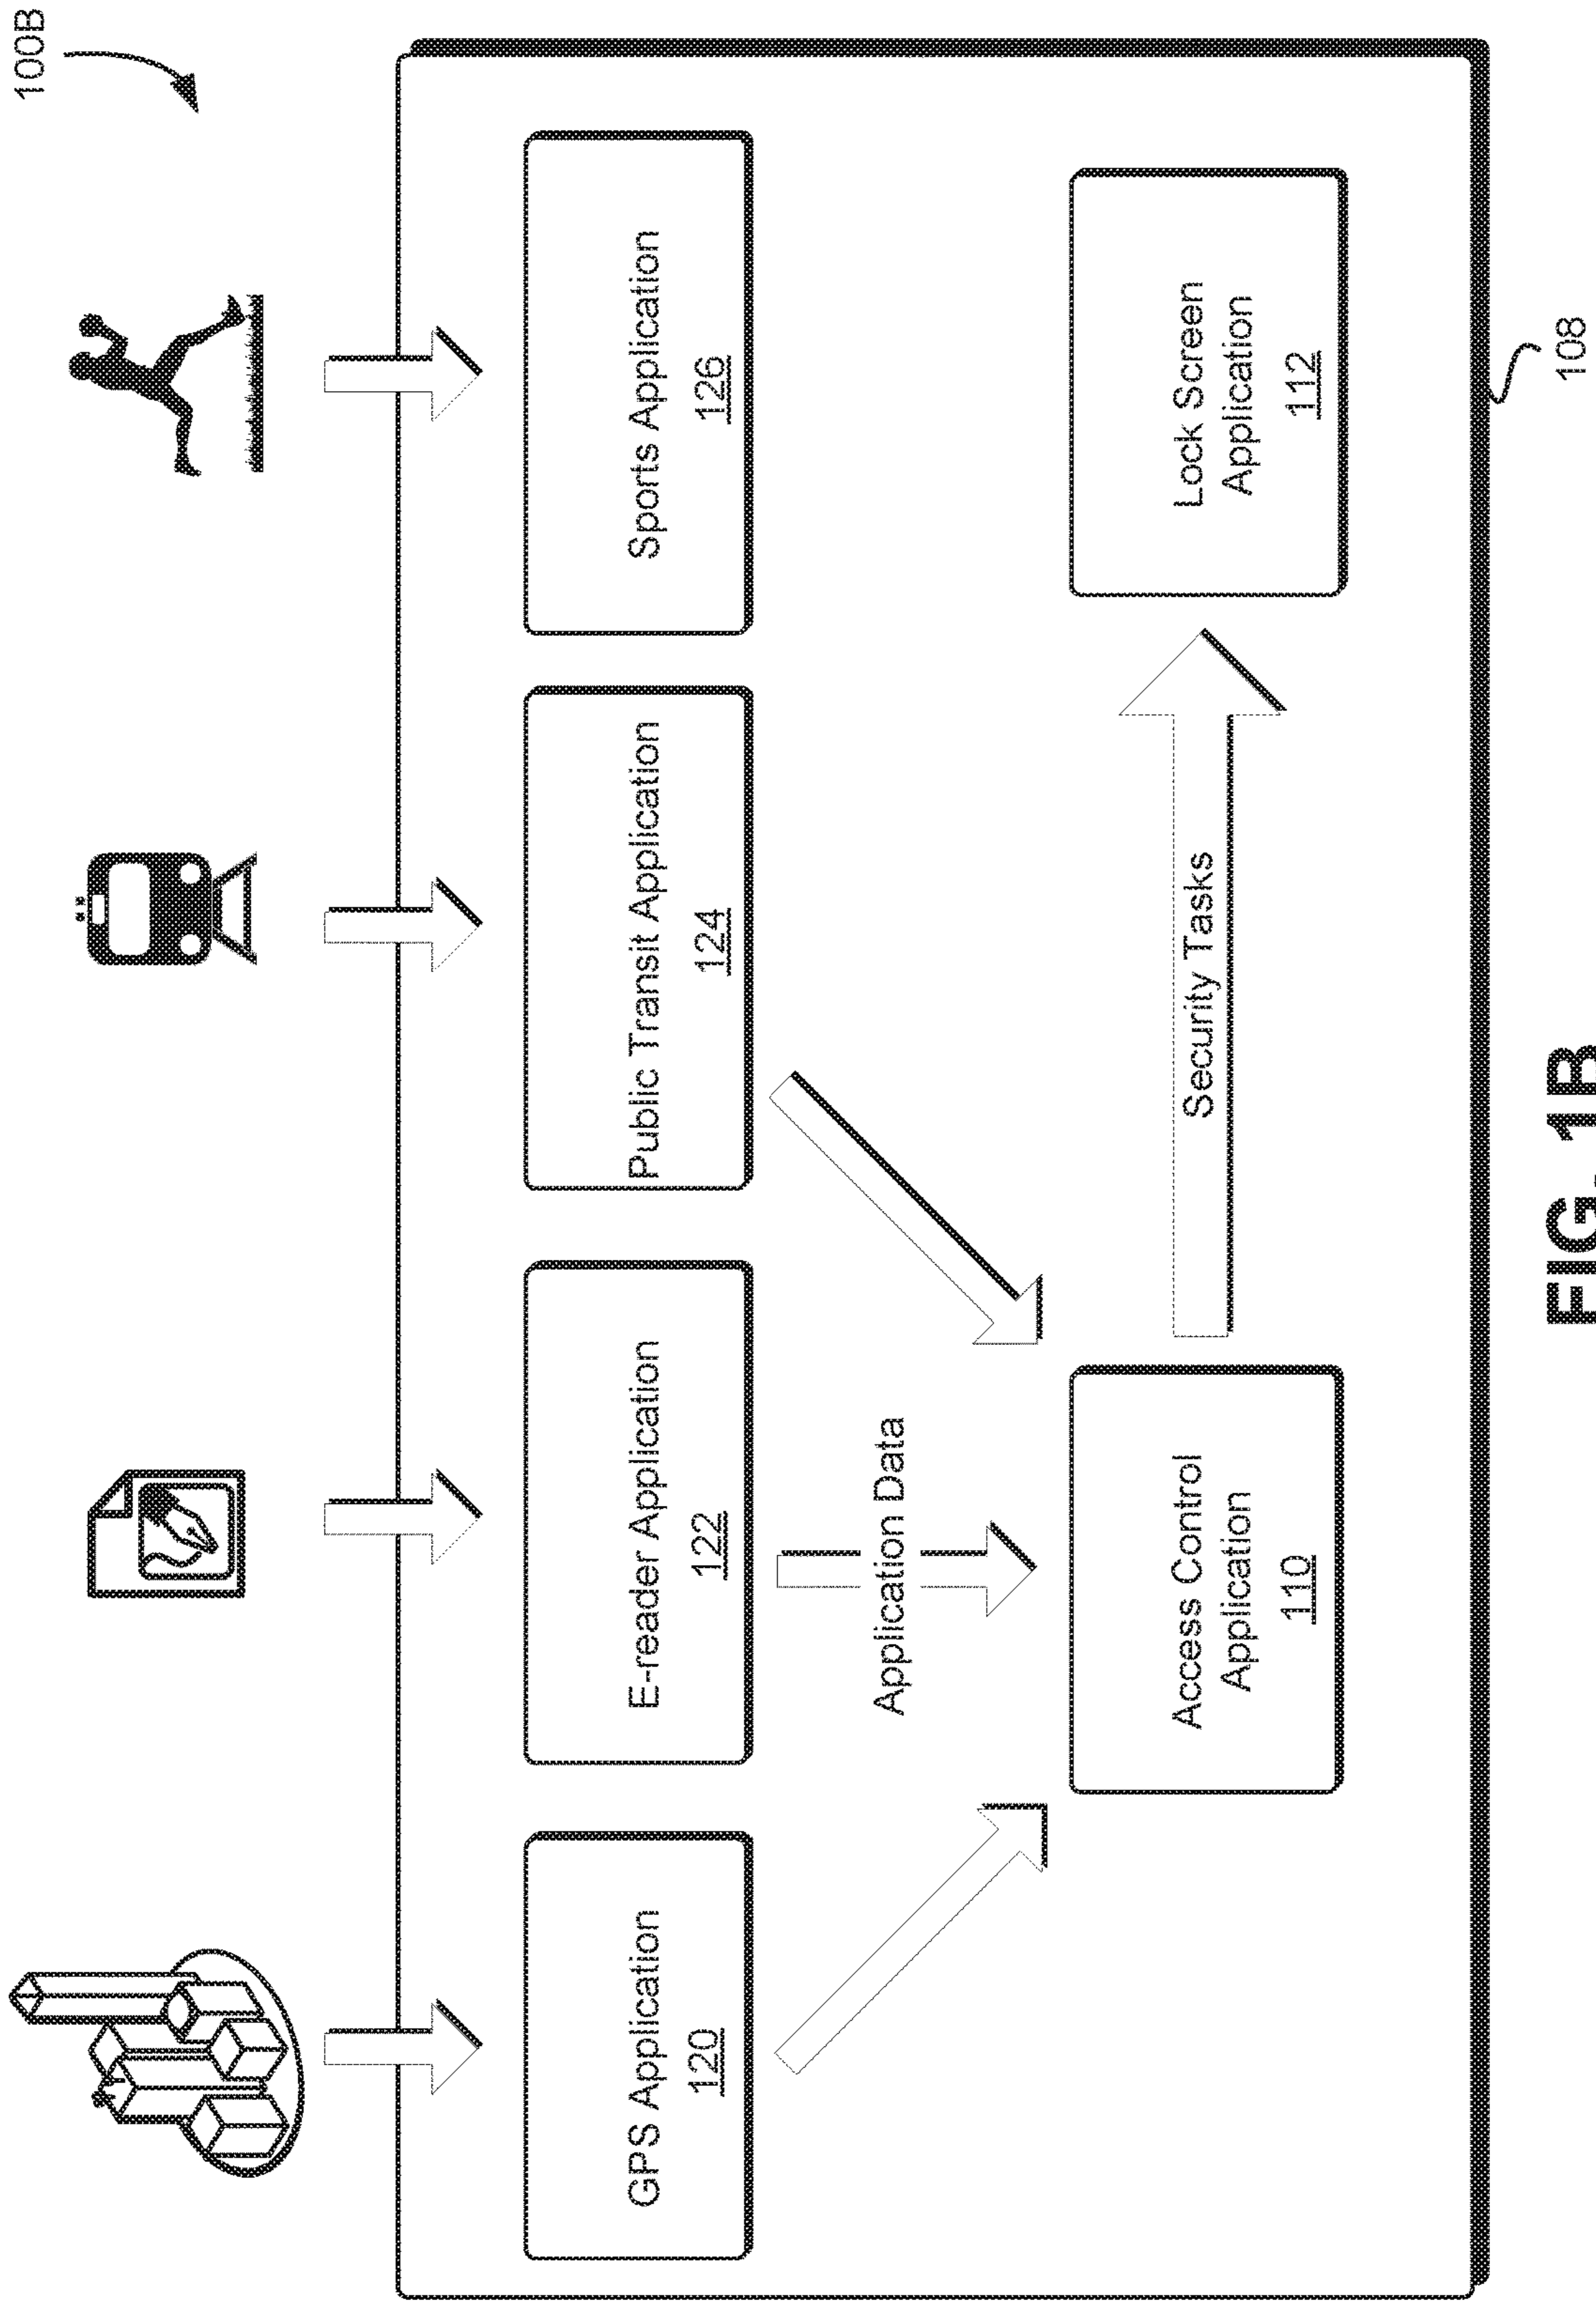 100B
GPS Application
120
E-reader Application
122
Public Transit Application
124
Sports Application
126
Application Data
Access Control
Application
110
Security Tasks
Lock Screen
Application
112
108
FIG. 1B